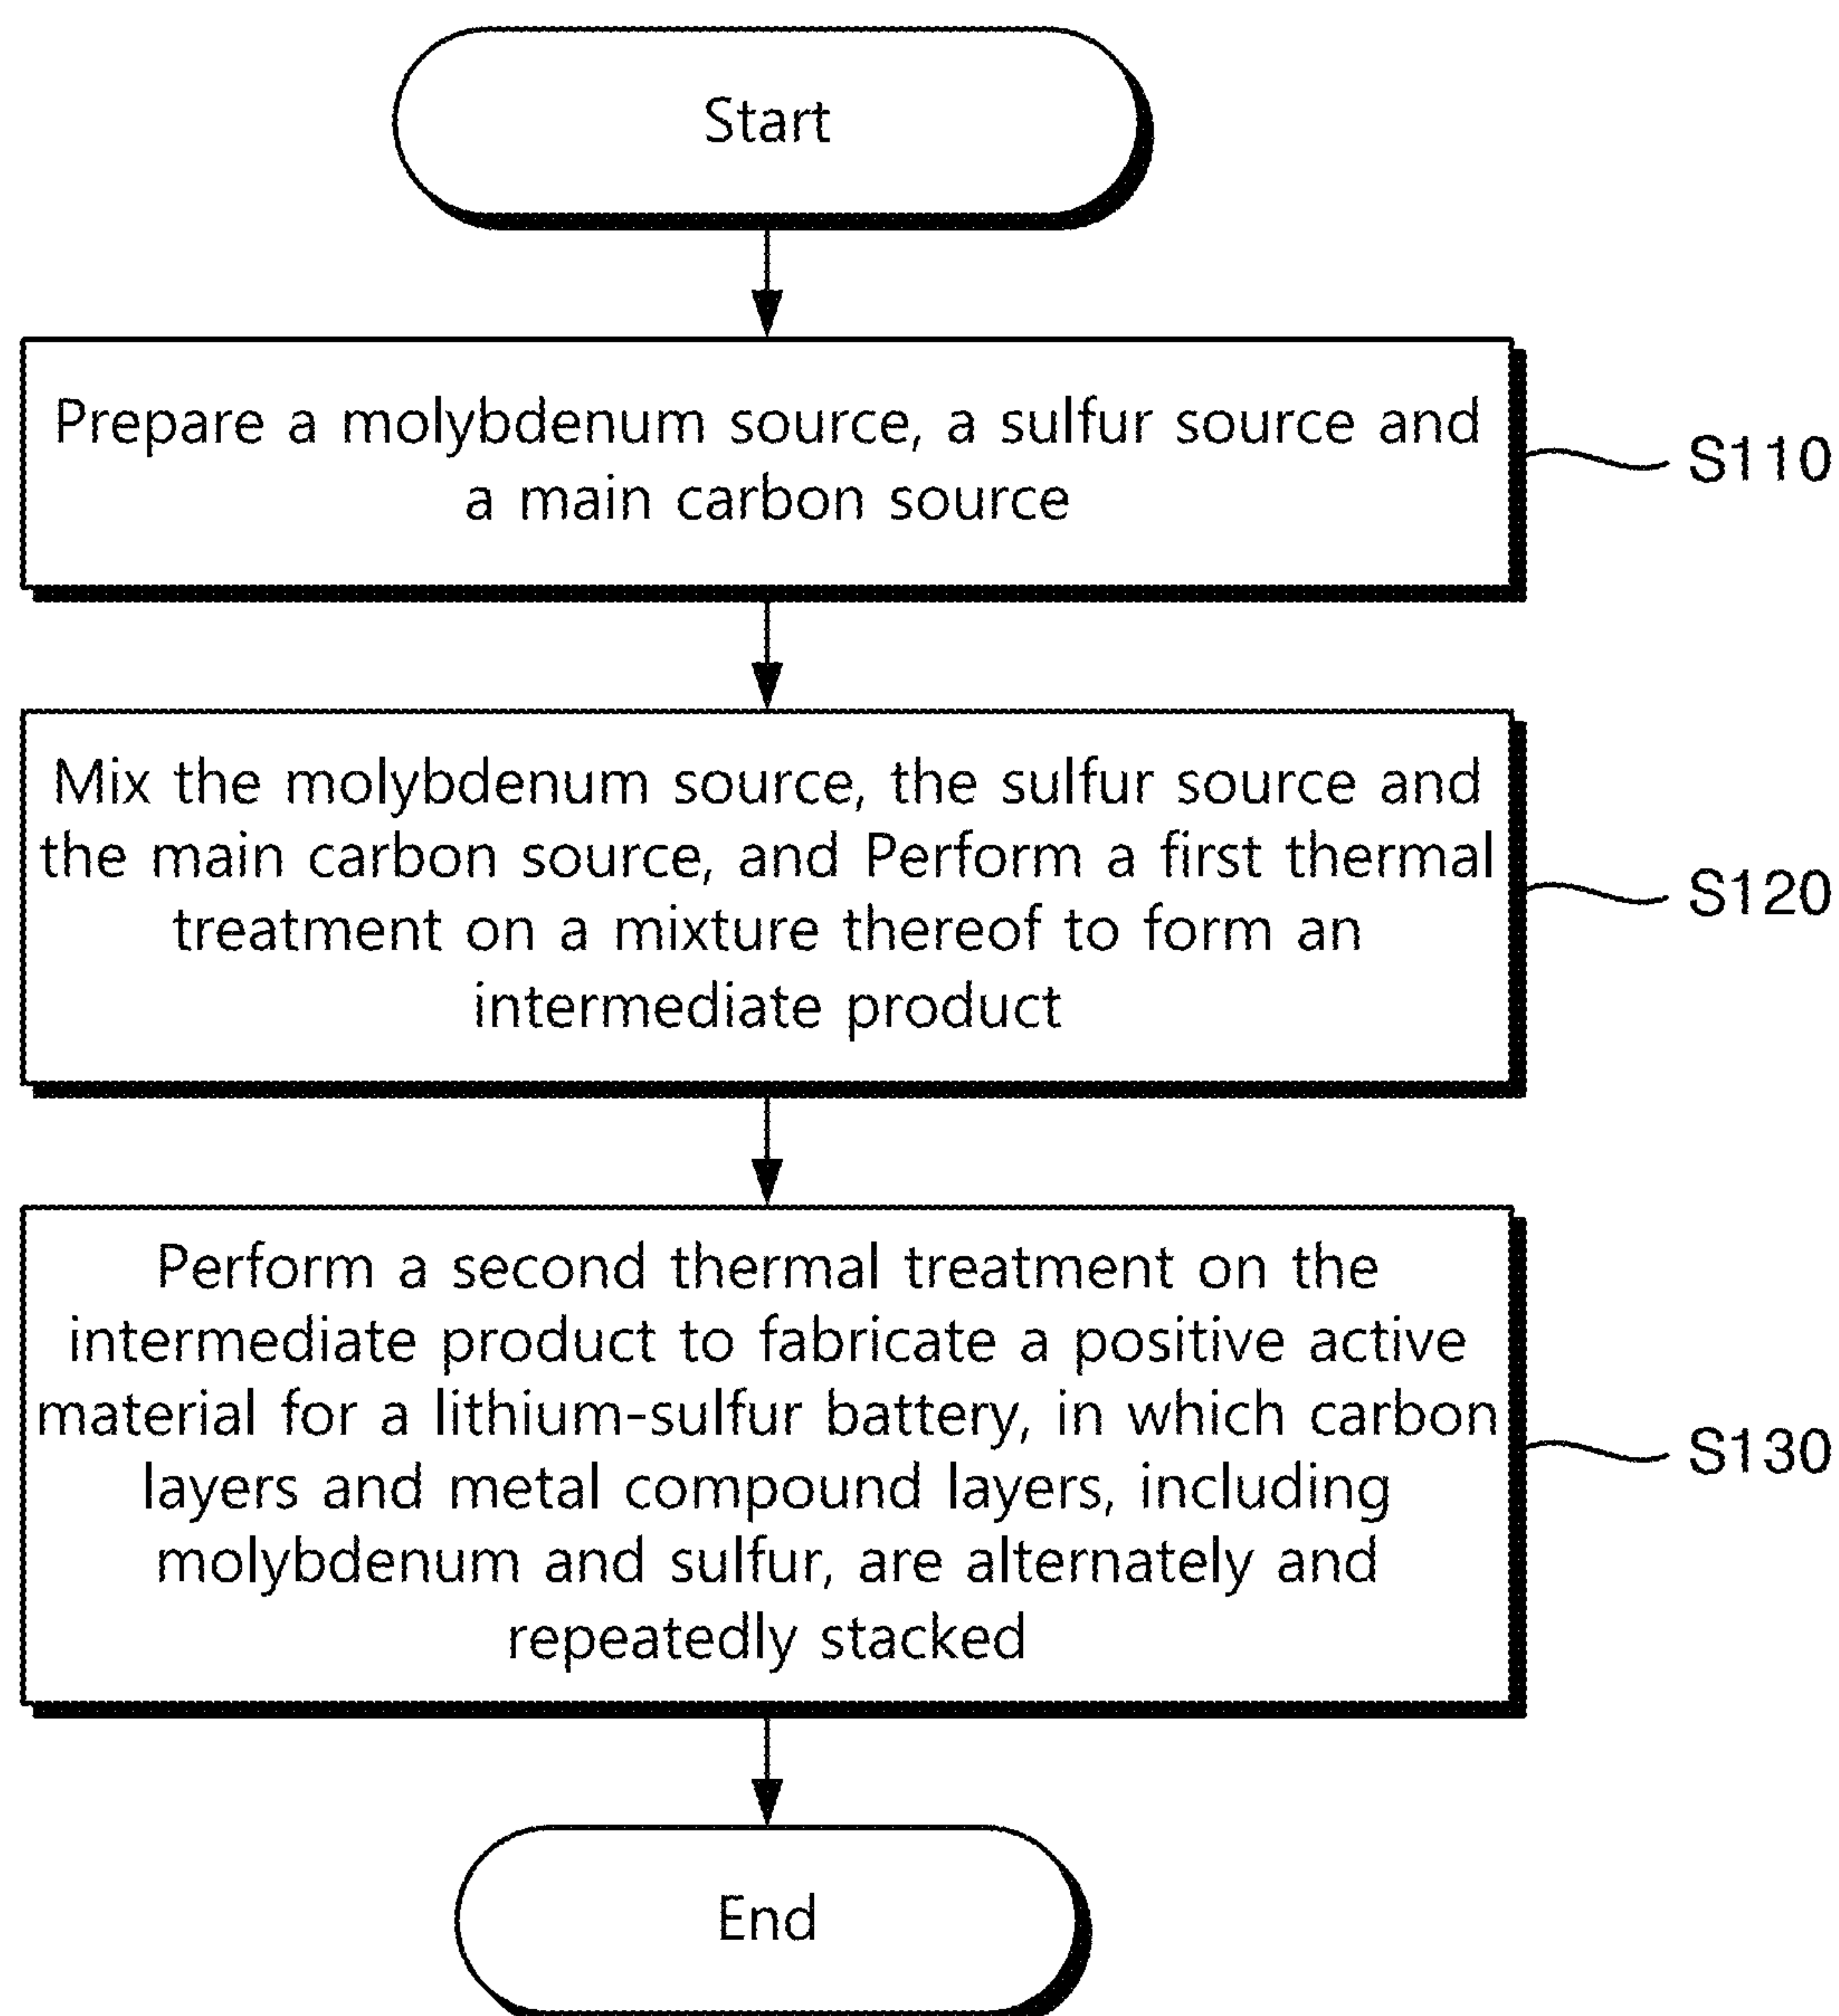 Start
Prepare a molybdenum source, a sulfur source and
a main carbon source
S110
Mix the molybdenum source, the sulfur source and
the main carbon source, and Perform a first thermal
treatment on a mixture thereof to form an
intermediate product
S120
Perform a second thermal treatment on the
intermediate product to fabricate a positive active
material for a lithium-sulfur battery, in which carbon
layers and metal compound layers, including
molybdenum and sulfur, are alternately and
repeatedly stacked
S130
End